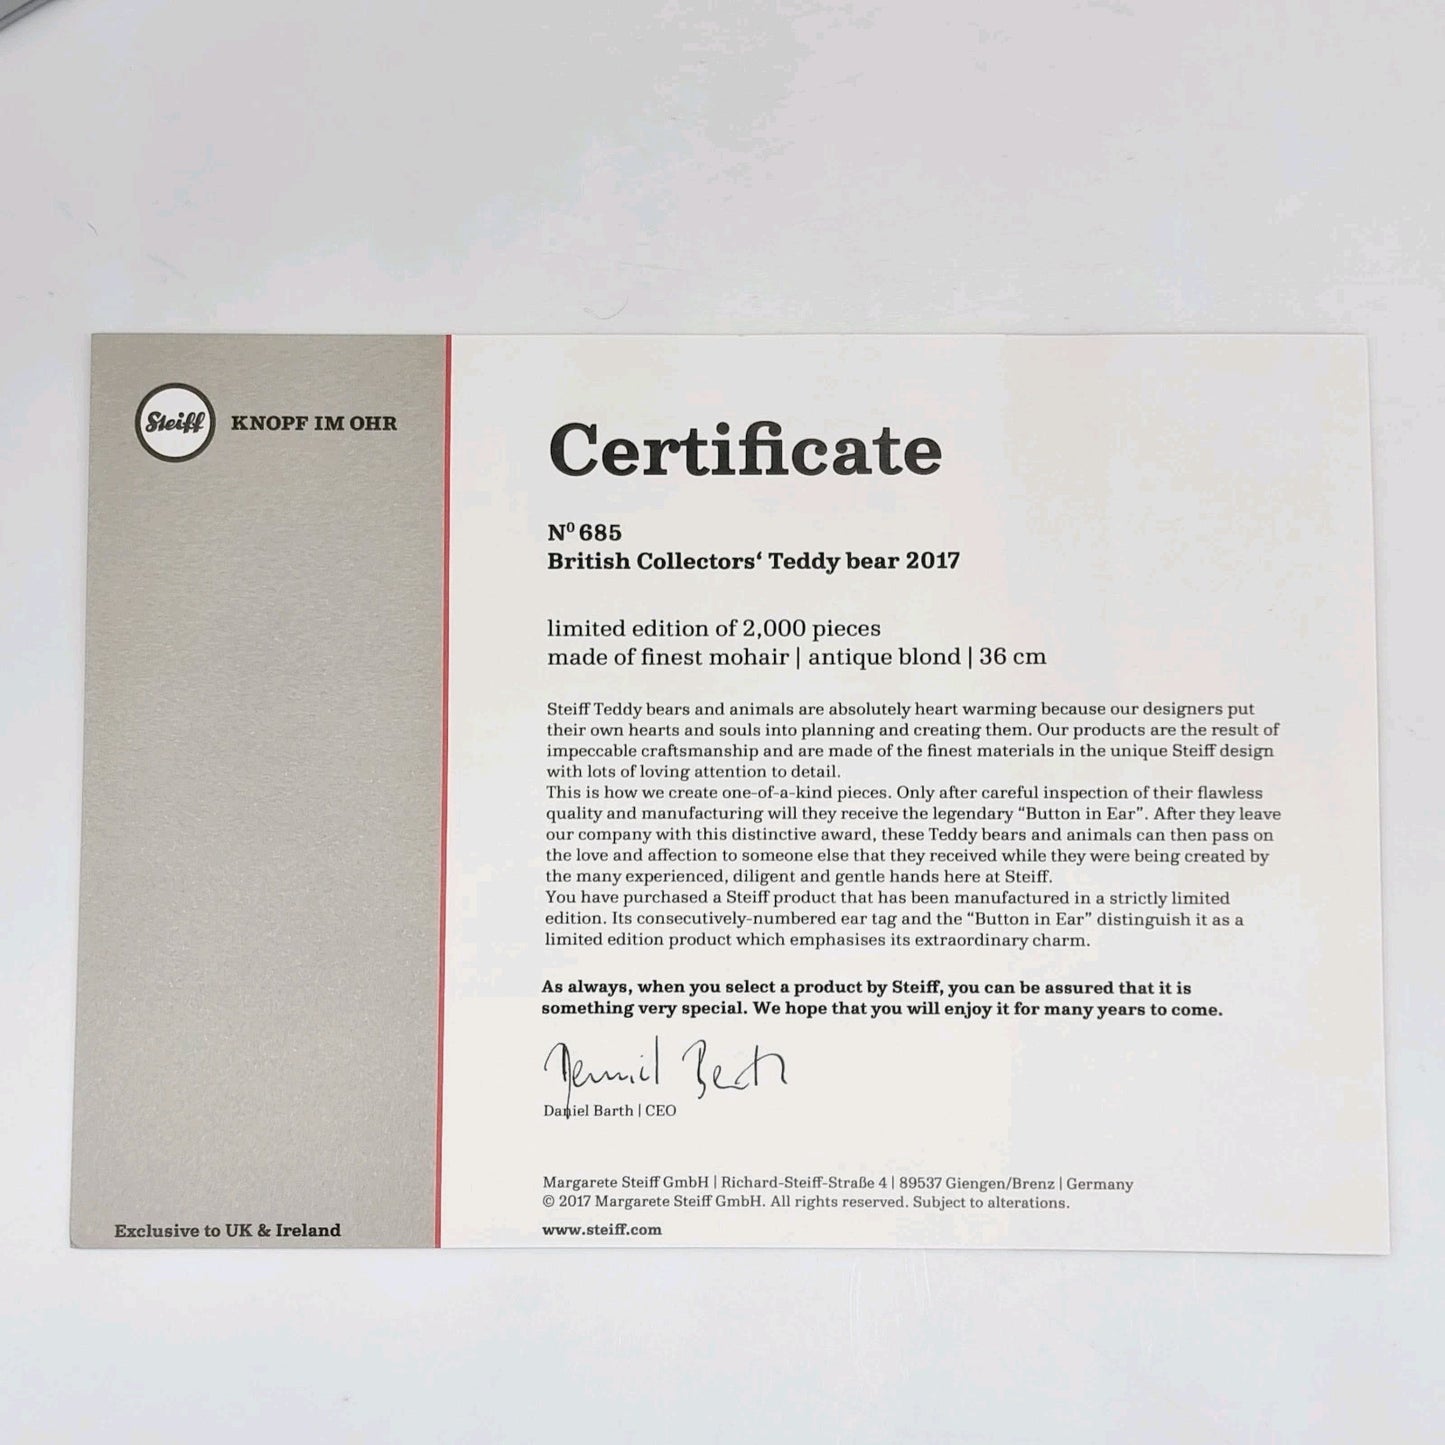 Steiff KNOPF IM OHR
Certificate
Nº 685
British Collectors‘ Teddy bear 2017
limited edition of 2,000 pieces
made of finest mohair | antique blond | 36 cm
Steiff Teddy bears and animals are absolutely heart warming because our designers put
their own hearts and souls into planning and creating them. Our products are the result of
impeccable craftsmanship and are made of the finest materials in the unique Steiff design
with lots of loving attention to detail.
This is how we create one-of-a-kind pieces. Only after careful inspection of their flawless
quality and manufacturing will they receive the legendary “Button in Ear”. After they leave
our company with this distinctive award, these Teddy bears and animals can then pass on
the love and affection to someone else that they received while they were being created by
the many experienced, diligent and gentle hands here at Steiff.
You have purchased a Steiff product that has been manufactured in a strictly limited
edition. Its consecutively-numbered ear tag and the “Button in Ear” distinguish it as a
limited edition product which emphasises its extraordinary charm.
As always, when you select a product by Steiff, you can be assured that it is
something very special. We hope that you will enjoy it for many years to come.
Daniel Barth | CEO
Margarete Steiff GmbH | Richard-Steiff-Straße 4 | 89537 Giengen/Brenz | Germany
© 2017 Margarete Steiff GmbH. All rights reserved. Subject to alterations.
www.steiff.com
Exclusive to UK & Ireland